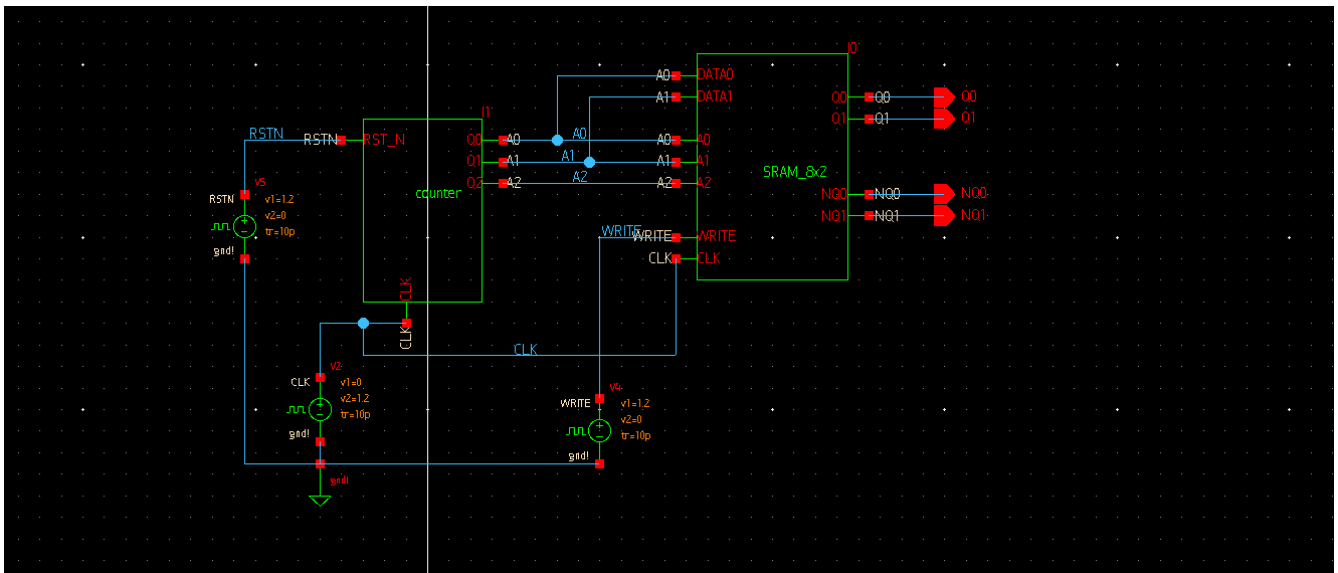 I0
A0 DATA0
A1 DATA1
Q0 Q0 Q0
Q1 Q1 Q1
I1
RSTN RSTN RST_N
Q0 A0 A0 A0 A0
Q1 A1 A1 A1 A1
Q2 A2 A2 A2 A2
counter
SRAM_8x2
NQ0 NQ0 NQ0
NQ1 NQ1 NQ1
V5
RSTN v1=1.2
v2=0
tr=10p
gnd!
WRITE WRITE WRITE
CLK CLK
CLK
CLK
CLK
V2
CLK v1=0
v2=1.2
tr=10p
gnd!
gnd!
V4
WRITE v1=1.2
v2=0
tr=10p
gnd!